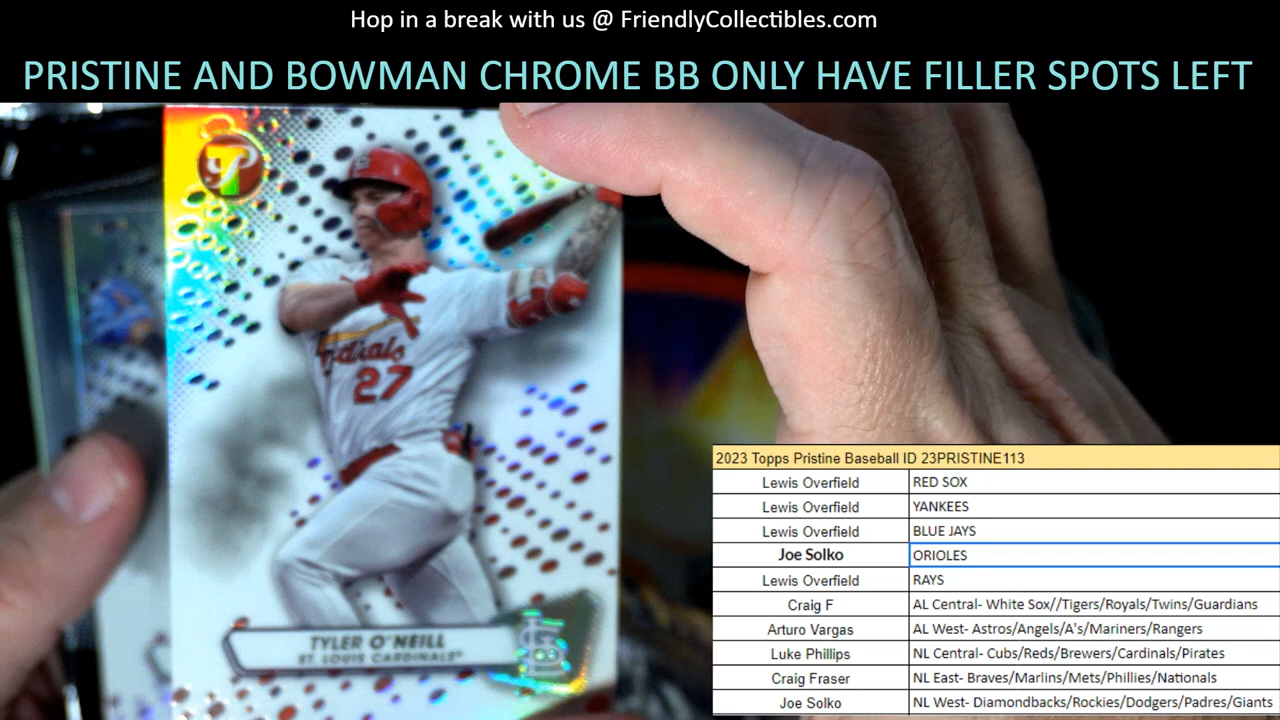 Hop in a break with us @ FriendlyCollectibles.com
PRISTINE AND BOWMAN CHROME BB ONLY HAVE FILLER SPOTS LEFT
Cardinals
27
TYLER O'NEILL
ST. LOUIS CARDINALS
2023 Topps Pristine Baseball ID 23PRISTINE113
Lewis Overfield RED SOX
Lewis Overfield YANKEES
Lewis Overfield BLUE JAYS
Joe Solko ORIOLES
Lewis Overfield RAYS
Craig F AL Central- White Sox//Tigers/Royals/Twins/Guardians
Arturo Vargas AL West- Astros/Angels/A's/Mariners/Rangers
Luke Phillips NL Central- Cubs/Reds/Brewers/Cardinals/Pirates
Craig Fraser NL East- Braves/Marlins/Mets/Phillies/Nationals
Joe Solko NL West- Diamondbacks/Rockies/Dodgers/Padres/Giants